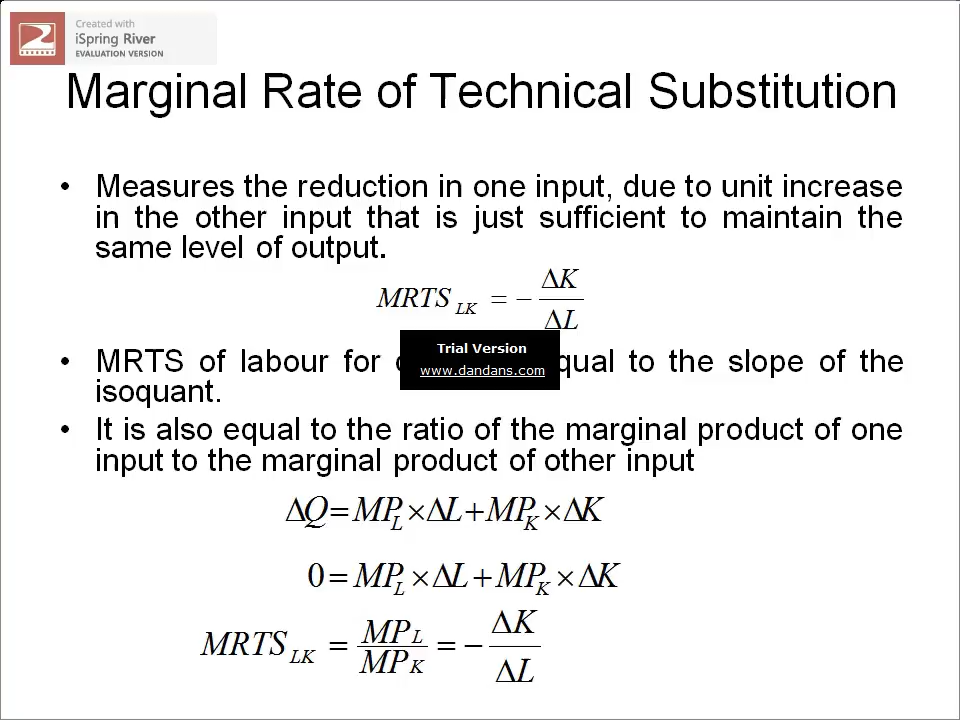 Created with
iSpring River
EVALUATION VERSION
Marginal Rate of Technical Substitution
• Measures the reduction in one input, due to unit increase
in the other input that is just sufficient to maintain the
same level of output.
MRTS_LK = − ΔK/ΔL
Trial Version
www.dandans.com
• MRTS of labour for equal to the slope of the
isoquant.
• It is also equal to the ratio of the marginal product of one
input to the marginal product of other input
ΔQ = MP_L × ΔL + MP_K × ΔK
0 = MP_L × ΔL + MP_K × ΔK
MRTS_LK = MP_L/MP_K = − ΔK/ΔL